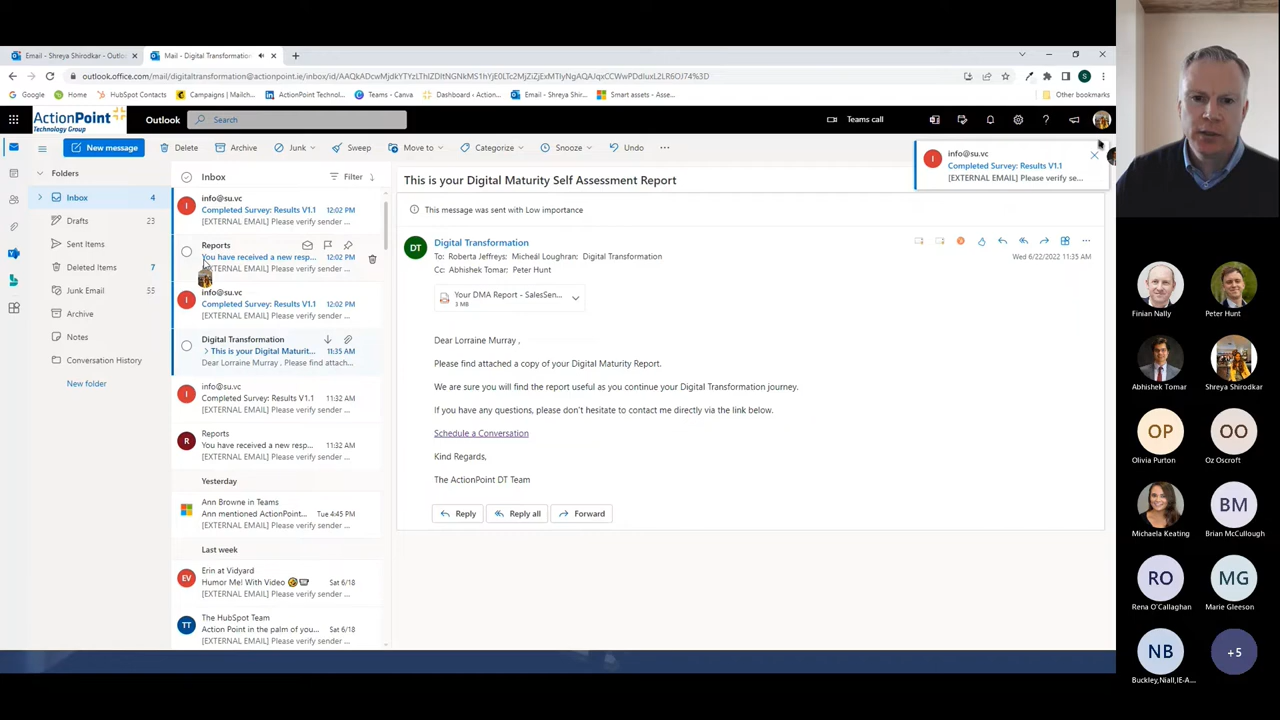 Email - Shreya Shirodkar - Outlo
Mail - Digital Transformation
outlook.office.com/mail/digitaltransformation@actionpoint.ie/inbox/id/
Google
Home
HubSpot Contacts
Campaigns | Mailch...
ActionPoint Technol...
Teams - Canva
Dashboard < Action...
Email - Shreya Shir...
Smart assets - Asse...
Other bookmarks
ActionPoint
Technology Group
Outlook
Search
Teams call
New message
Delete
Archive
Junk
Sweep
Move to
Categorize
Snooze
Undo
Folders
Inbox 4
Drafts 23
Sent Items
Deleted Items 7
Junk Email 55
Archive
Notes
Conversation History
New folder
Inbox
Filter
I
info@su.vc
Completed Survey: Results V1.1 12:02 PM
[EXTERNAL EMAIL] Please verify sender ...
Reports
You have received a new resp... 12:02 PM
[EXTERNAL EMAIL] Please verify sender ...
I
info@su.vc
Completed Survey: Results V1.1 12:02 PM
[EXTERNAL EMAIL] Please verify sender ...
Digital Transformation
This is your Digital Maturit... 11:35 AM
Dear Lorraine Murray , Please find attach...
I
info@su.vc
Completed Survey: Results V1.1 11:32 AM
[EXTERNAL EMAIL] Please verify sender ...
R
Reports
You have received a new resp... 11:32 AM
[EXTERNAL EMAIL] Please verify sender ...
Yesterday
Ann Browne in Teams
Ann mentioned ActionPoint... Tue 4:45 PM
[EXTERNAL EMAIL] Please verify sender ...
Last week
EV
Erin at Vidyard
Humor Me! With Video Sat 6/18
[EXTERNAL EMAIL] Please verify sender ...
TT
The HubSpot Team
Action Point in the palm of you... Sat 6/18
[EXTERNAL EMAIL] Please verify sender ...
This is your Digital Maturity Self Assessment Report
This message was sent with Low importance
DT
Digital Transformation
To: Roberta Jeffreys; Micheál Loughran; Digital Transformation
Cc: Abhishek Tomar; Peter Hunt
Wed 6/22/2022 11:35 AM
Your DMA Report - SalesSen...
3 MB
Dear Lorraine Murray ,
Please find attached a copy of your Digital Maturity Report.
We are sure you will find the report useful as you continue your Digital Transformation journey.
If you have any questions, please don't hesitate to contact me directly via the link below.
Schedule a Conversation
Kind Regards,
The ActionPoint DT Team
Reply
Reply all
Forward
I
info@su.vc
Completed Survey: Results V1.1
[EXTERNAL EMAIL] Please verify se...
S
Finian Nally
Peter Hunt
Abhishek Tomar
Shreya Shirodkar
OP
Olivia Purton
OO
Oz Oscroft
Michaela Keating
BM
Brian McCullough
RO
Rena O'Callaghan
MG
Marie Gleeson
NB
Buckley,Niall,IE-A...
+5